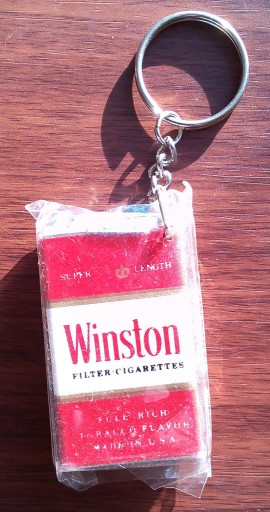 SUPER LENGTH
Winston
FILTER-CIGARETTES
FULL RICH
TOBACCO FLAVOR
MADE IN U.S.A.